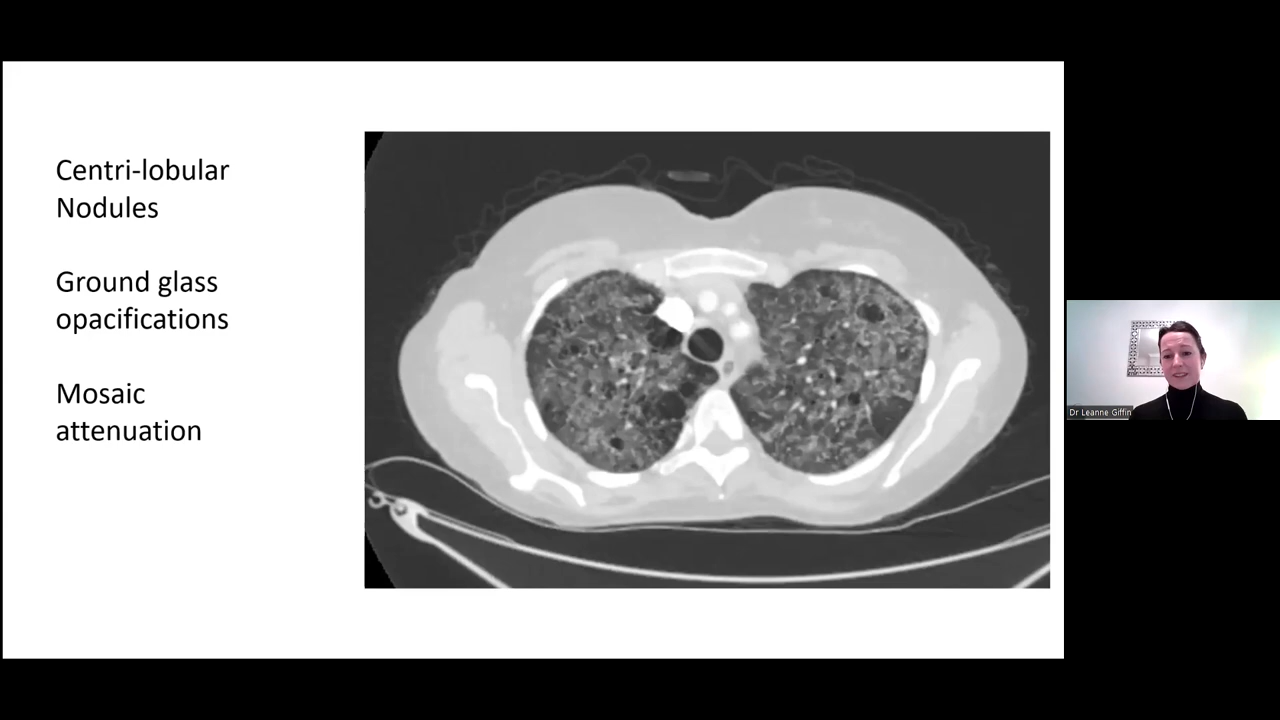 Centri-lobular
Nodules
Ground glass
opacifications
Mosaic
attenuation
Dr Leanne Giffin